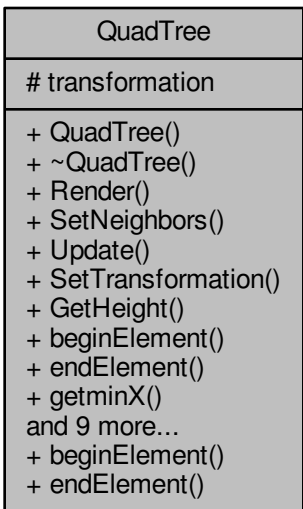 QuadTree
# transformation
+ QuadTree()
+ ~QuadTree()
+ Render()
+ SetNeighbors()
+ Update()
+ SetTransformation()
+ GetHeight()
+ beginElement()
+ endElement()
+ getminX()
and 9 more...
+ beginElement()
+ endElement()